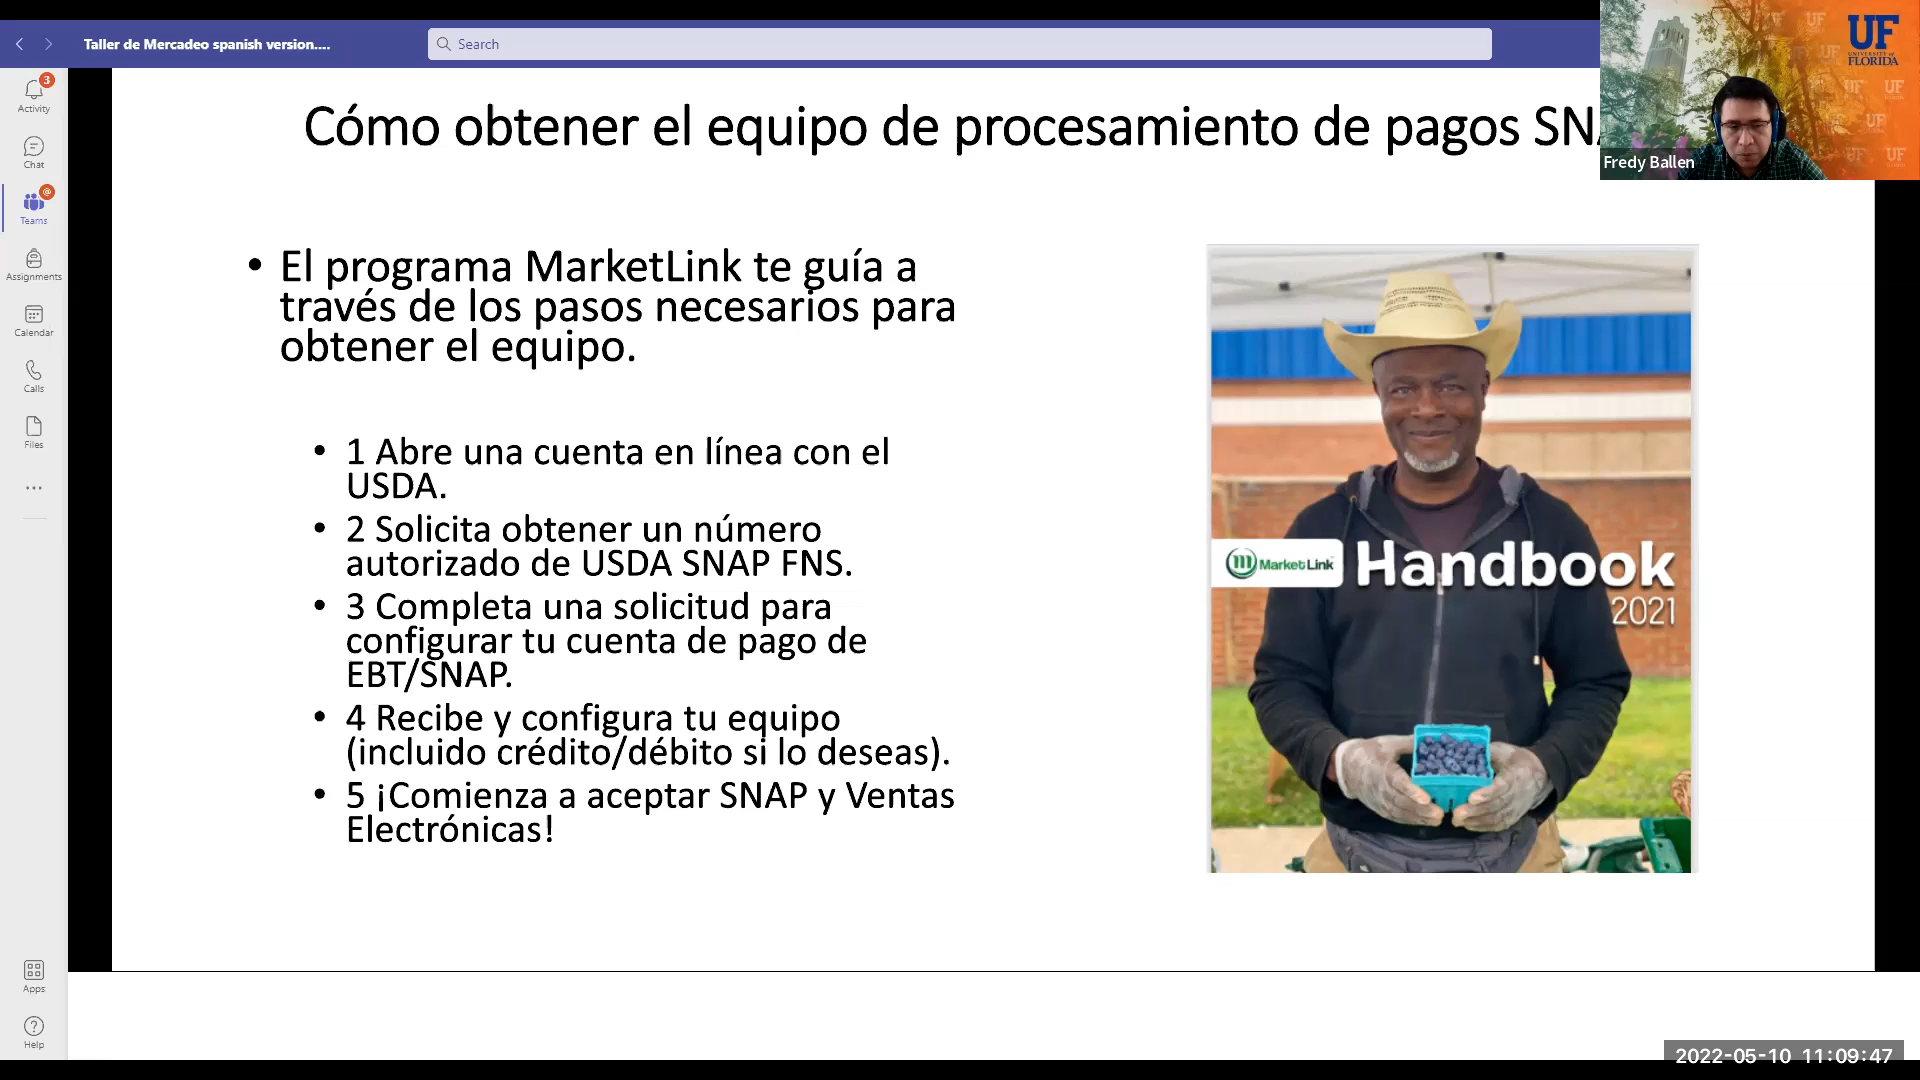 Taller de Mercadeo spanish version....
Search
UF
UNIVERSITY of
FLORIDA
Fredy Ballen
3
Activity
Chat
Teams
Assignments
Calendar
Calls
Files
Apps
Help
Cómo obtener el equipo de procesamiento de pagos SNA
• El programa MarketLink te guía a
través de los pasos necesarios para
obtener el equipo.
• 1 Abre una cuenta en línea con el
USDA.
• 2 Solicita obtener un número
autorizado de USDA SNAP FNS.
• 3 Completa una solicitud para
configurar tu cuenta de pago de
EBT/SNAP.
• 4 Recibe y configura tu equipo
(incluido crédito/débito si lo deseas).
• 5 ¡Comienza a aceptar SNAP y Ventas
Electrónicas!
MarketLink Handbook
2021
2022-05-10 11:09:47